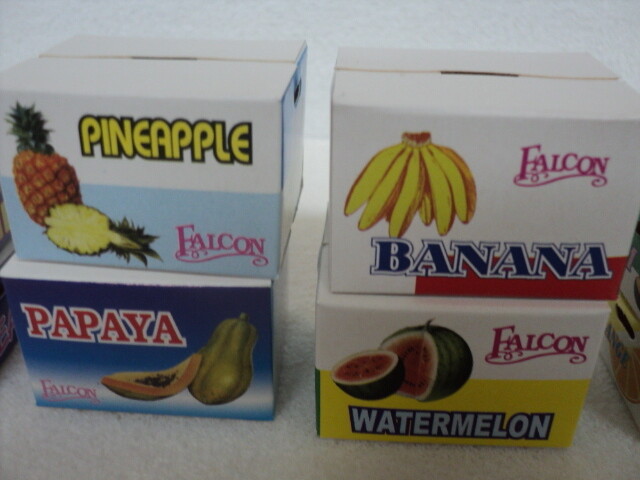 PINEAPPLE
FALCON
FALCON
BANANA
PAPAYA
FALCON
FALCON
WATERMELON